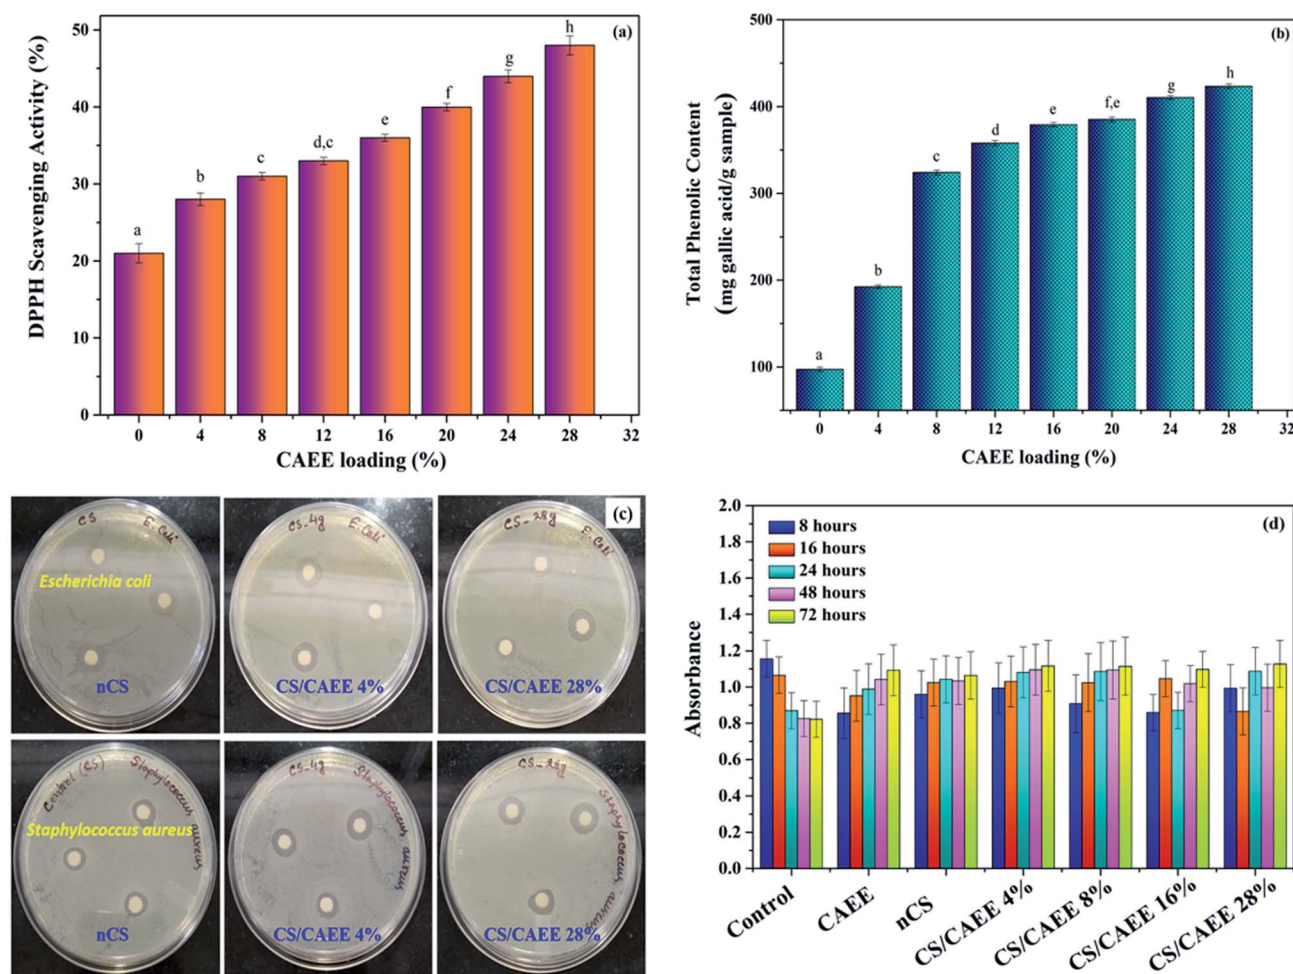 (a)
DPPH Scavenging Activity (%)
50
40
30
20
10
0
a
b
c
d,c
e
f
g
h
0 4 8 12 16 20 24 28 32
CAEE loading (%)
(b)
Total Phenolic Content
(mg gallic acid/g sample)
500
400
300
200
100
a
b
c
d
e
f,e
g
h
0 4 8 12 16 20 24 28 32
CAEE loading (%)
(c)
CS E. Coli
Escherichia coli
nCS
CS-4g E. Coli
CS/CAEE 4%
CS-28g E. Coli
CS/CAEE 28%
Control (CS) Staphylococcus aureus
Staphylococcus aureus
nCS
CS-4g Staphylococcus aureus
CS/CAEE 4%
CS-28g Staphylococcus aureus
CS/CAEE 28%
(d)
8 hours
16 hours
24 hours
48 hours
72 hours
Absorbance
2.0
1.8
1.6
1.4
1.2
1.0
0.8
0.6
0.4
0.2
0.0
Control
CAEE
nCS
CS/CAEE 4%
CS/CAEE 8%
CS/CAEE 16%
CS/CAEE 28%